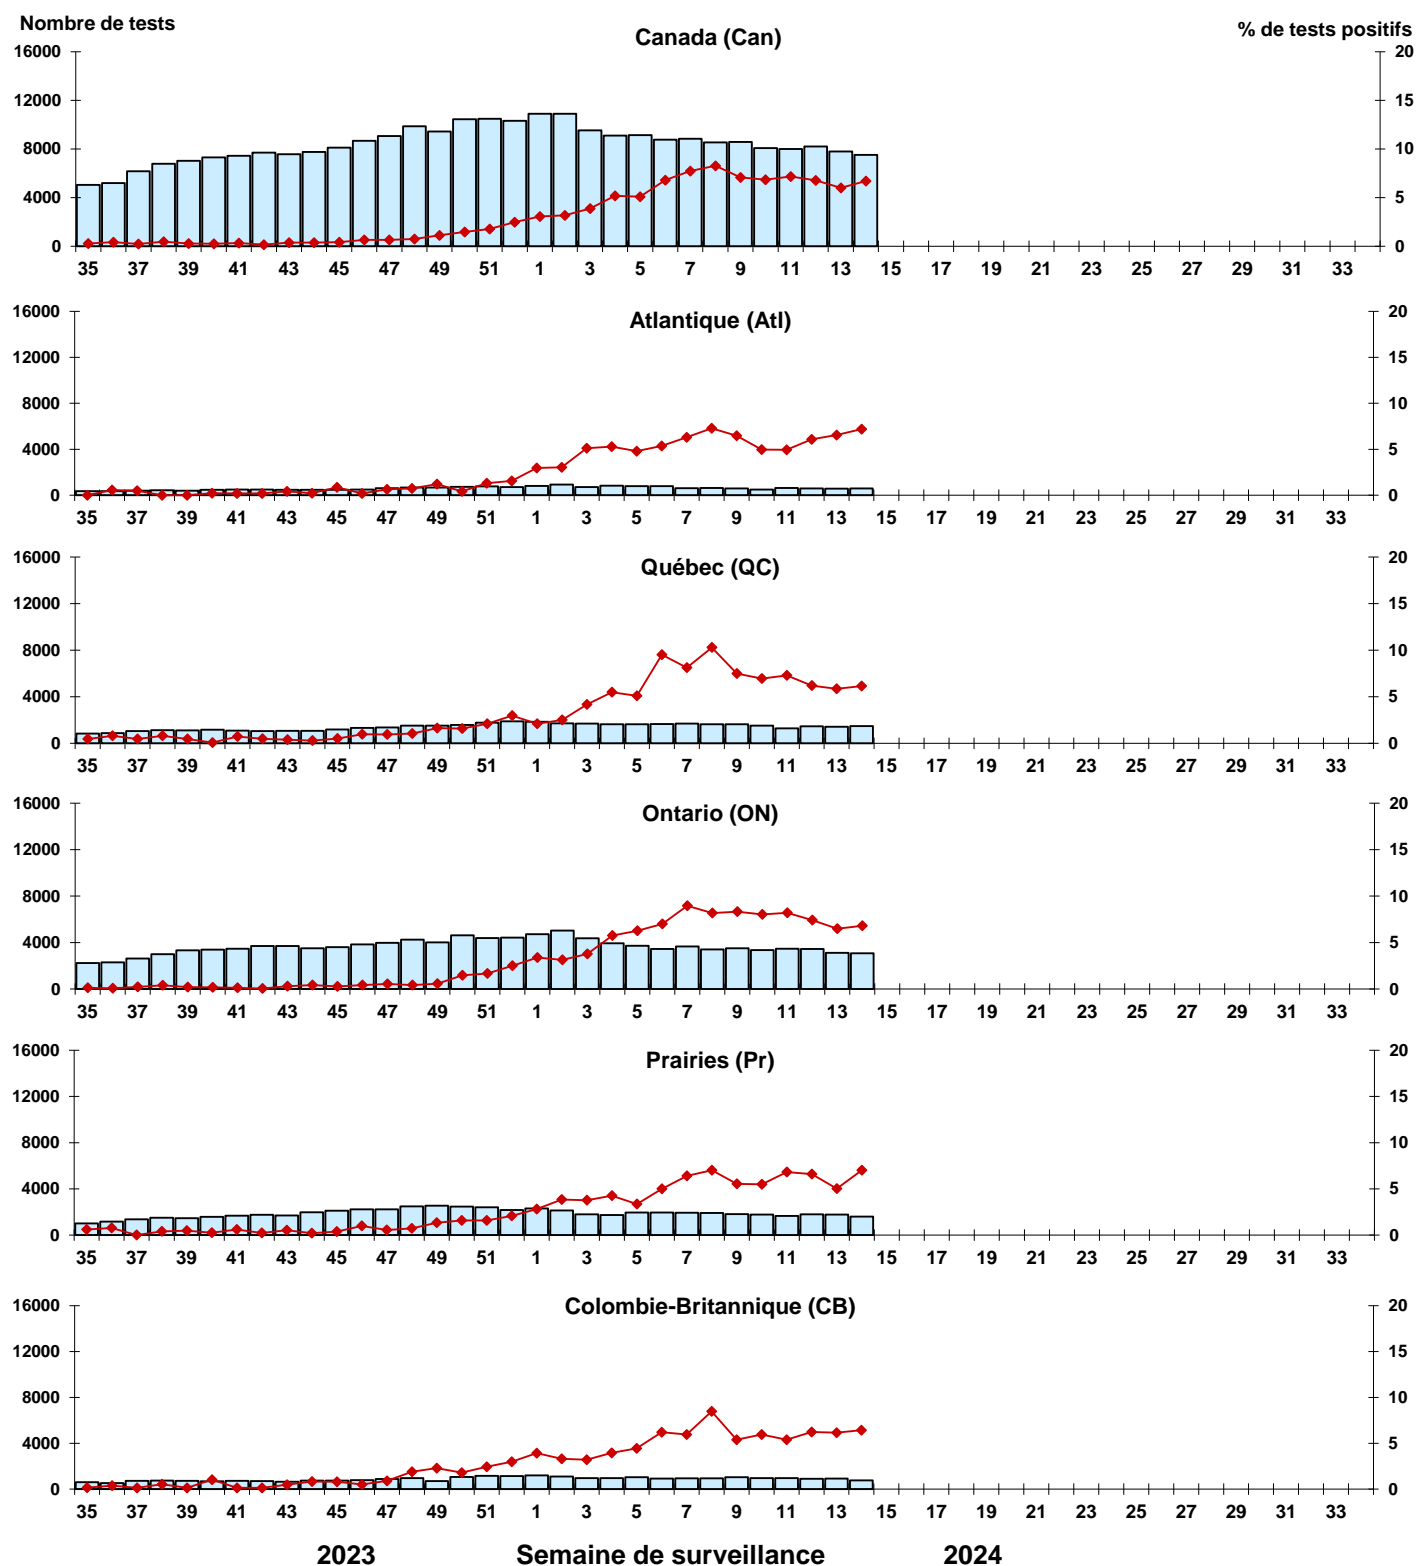 Nombre de tests
Canada (Can)
% de tests positifs
16000 20
12000 15
8000 10
4000 5
0 0
35 37 39 41 43 45 47 49 51 1 3 5 7 9 11 13 15 17 19 21 23 25 27 29 31 33
Atlantique (Atl)
16000 20
12000 15
8000 10
4000 5
0 0
35 37 39 41 43 45 47 49 51 1 3 5 7 9 11 13 15 17 19 21 23 25 27 29 31 33
Québec (QC)
16000 20
12000 15
8000 10
4000 5
0 0
35 37 39 41 43 45 47 49 51 1 3 5 7 9 11 13 15 17 19 21 23 25 27 29 31 33
Ontario (ON)
16000 20
12000 15
8000 10
4000 5
0 0
35 37 39 41 43 45 47 49 51 1 3 5 7 9 11 13 15 17 19 21 23 25 27 29 31 33
Prairies (Pr)
16000 20
12000 15
8000 10
4000 5
0 0
35 37 39 41 43 45 47 49 51 1 3 5 7 9 11 13 15 17 19 21 23 25 27 29 31 33
Colombie-Britannique (CB)
16000 20
12000 15
8000 10
4000 5
0 0
35 37 39 41 43 45 47 49 51 1 3 5 7 9 11 13 15 17 19 21 23 25 27 29 31 33
2023 Semaine de surveillance 2024